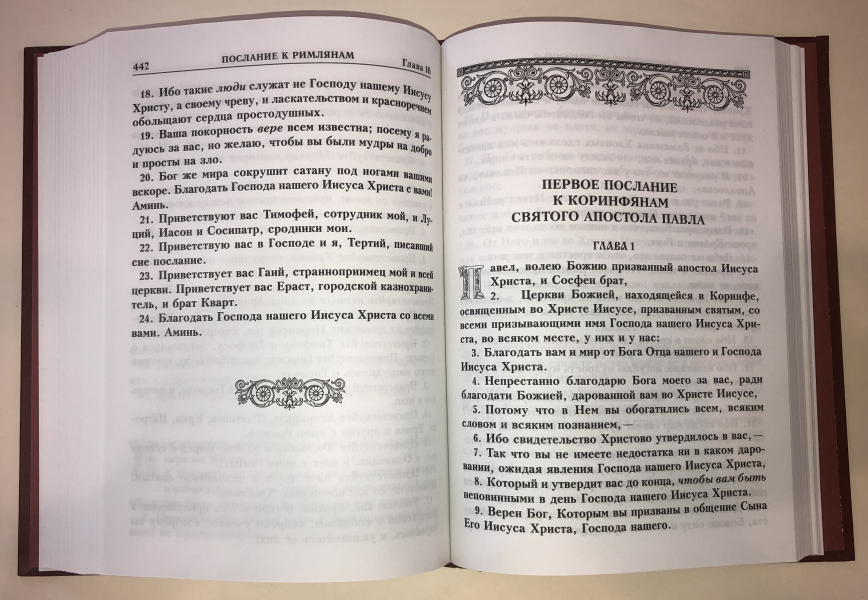 442
ПОСЛАНИЕ К РИМЛЯНАМ
Глава 16
18. Ибо такие люди служат не Господу нашему Иисусу
Христу, а своему чреву, и ласкательством и красноречием
обольщают сердца простодушных.
19. Ваша покорность вере всем известна; посему я ра-
дуюсь за вас, но желаю, чтобы вы были мудры на добро
и просты на зло.
20. Бог же мира сокрушит сатану под ногами вашими
вскоре. Благодать Господа нашего Иисуса Христа с вами!
Аминь.
21. Приветствуют вас Тимофей, сотрудник мой, и Лу-
ций, Иасон и Сосипатр, сродники мои.
22. Приветствую вас в Господе и я, Тертий, писавший
сие послание.
23. Приветствует вас Гаий, странноприимец мой и всей
церкви. Приветствует вас Ераст, городской казнохрани-
тель, и брат Кварт.
24. Благодать Господа нашего Иисуса Христа со всеми
вами. Аминь.
ПЕРВОЕ ПОСЛАНИЕ
К КОРИНФЯНАМ
СВЯТОГО АПОСТОЛА ПАВЛА
ГЛАВА 1
Павел, волею Божию призванный апостол Иисуса
Христа, и Сосфен брат,
2. Церкви Божией, находящейся в Коринфе,
освященным во Христе Иисусе, призванным святым, со
всеми призывающими имя Господа нашего Иисуса Хри-
ста, во всяком месте, у них и у нас:
3. Благодать вам и мир от Бога Отца нашего и Господа
Иисуса Христа.
4. Непрестанно благодарю Бога моего за вас, ради
благодати Божией, дарованной вам во Христе Иисусе,
5. Потому что в Нем вы обогатились всем, всяким
словом и всяким познанием,—
6. Ибо свидетельство Христово утвердилось в вас,—
7. Так что вы не имеете недостатка ни в каком даро-
вании, ожидая явления Господа нашего Иисуса Христа,
8. Который и утвердит вас до конца, чтобы вам быть
неповинными в день Господа нашего Иисуса Христа.
9. Верен Бог, Которым вы призваны в общение Сына
Его Иисуса Христа, Господа нашего.